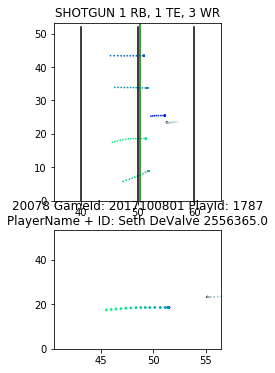 SHOTGUN 1 RB, 1 TE, 3 WR
50
40
30
20
10
0
40 50 60
20078 GameId: 2017100801 PlayId: 1787
PlayerName + ID: Seth DeValve 2556365.0
40
20
0
45 50 55